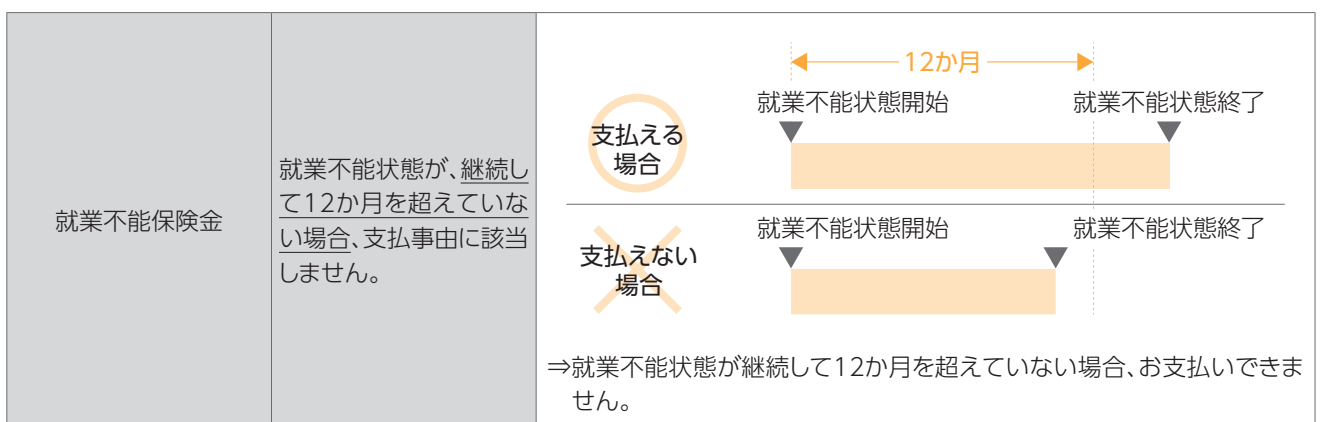 就業不能保険金
就業不能状態が、継続し
て12か月を超えていな
い場合、支払事由に該当
しません。
12か月
支払える
場合
就業不能状態開始
就業不能状態終了
支払えない
場合
就業不能状態開始
就業不能状態終了
⇒就業不能状態が継続して12か月を超えていない場合、お支払いできま
せん。